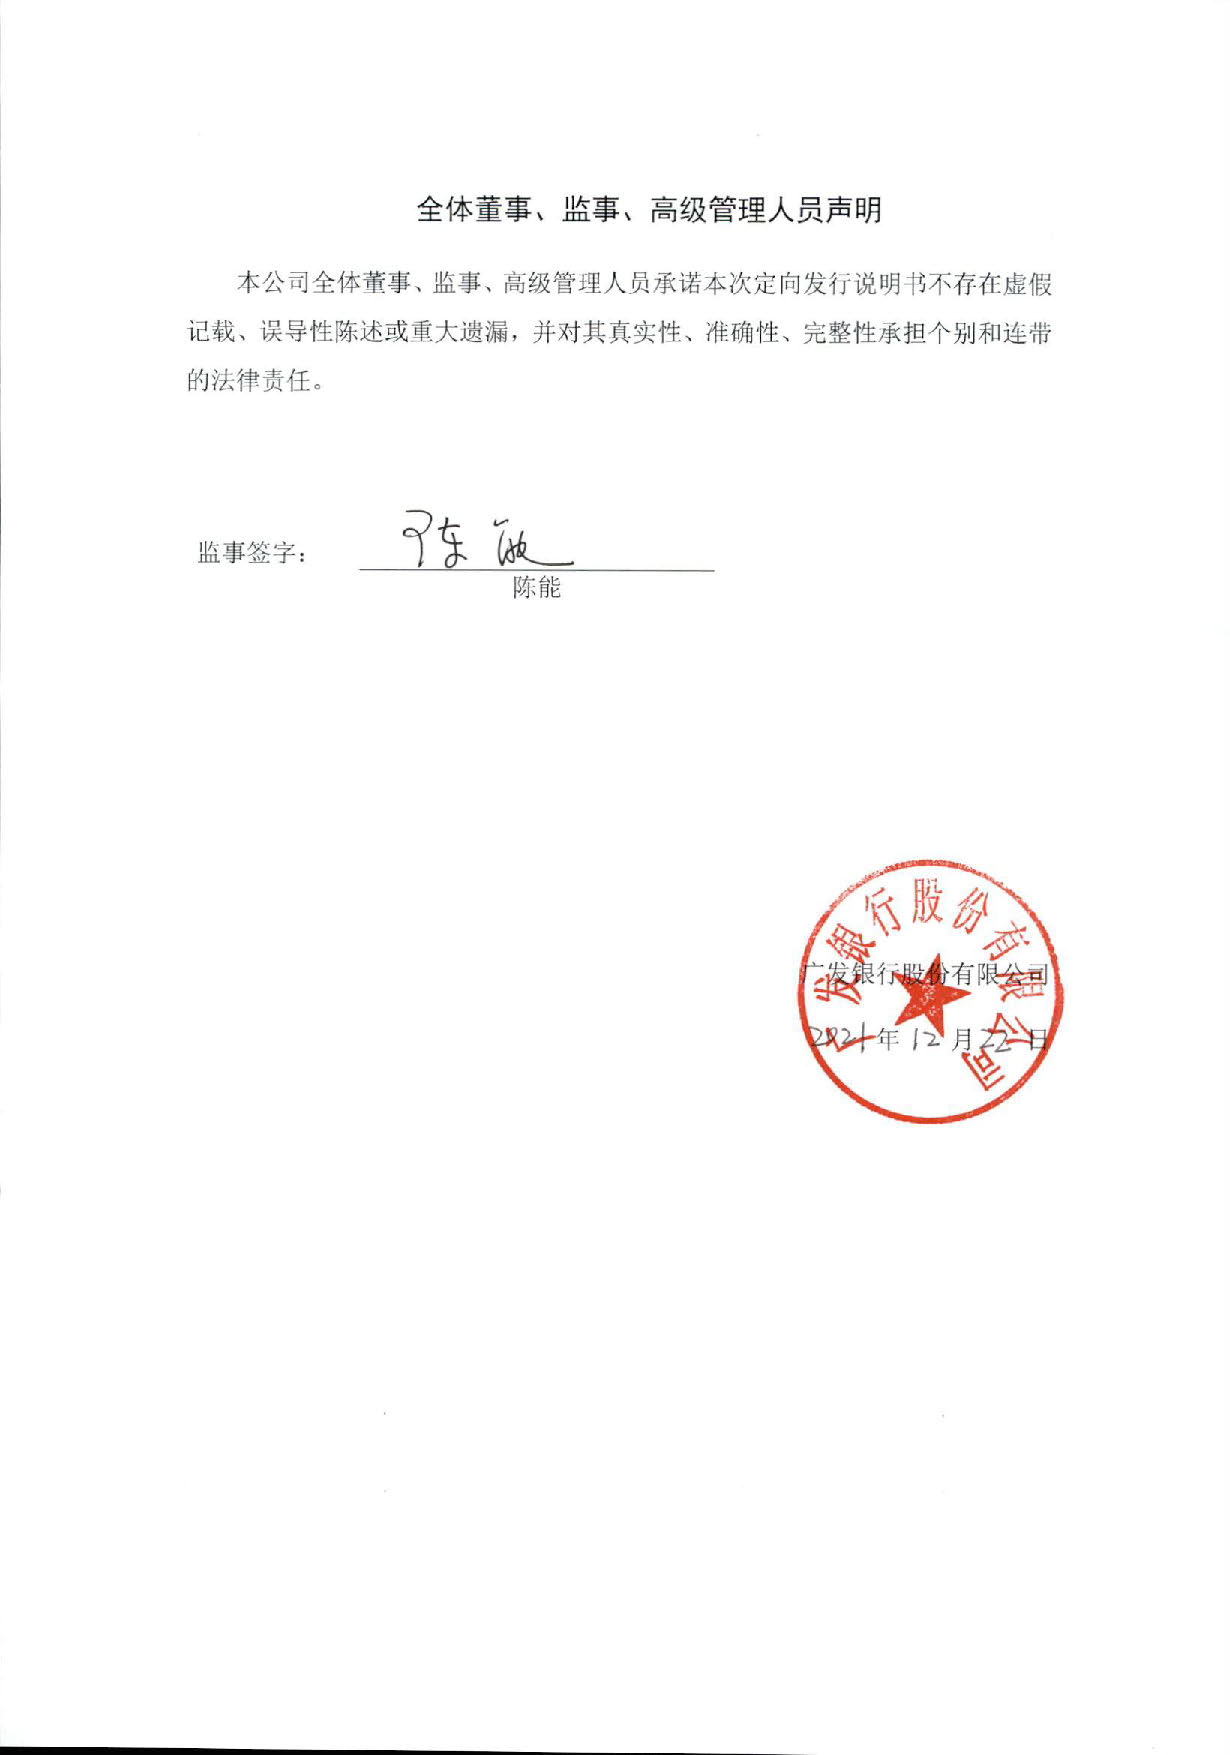 全体董事、监事、高级管理人员声明
本公司全体董事、监事、高级管理人员承诺本次定向发行说明书不存在虚假
记载、误导性陈述或重大遗漏，并对其真实性、准确性、完整性承担个别和连带
的法律责任。
监事签字：
陈能
陈能
广发银行股份有限公司
广发银行股份有限公司
2021年12月22日